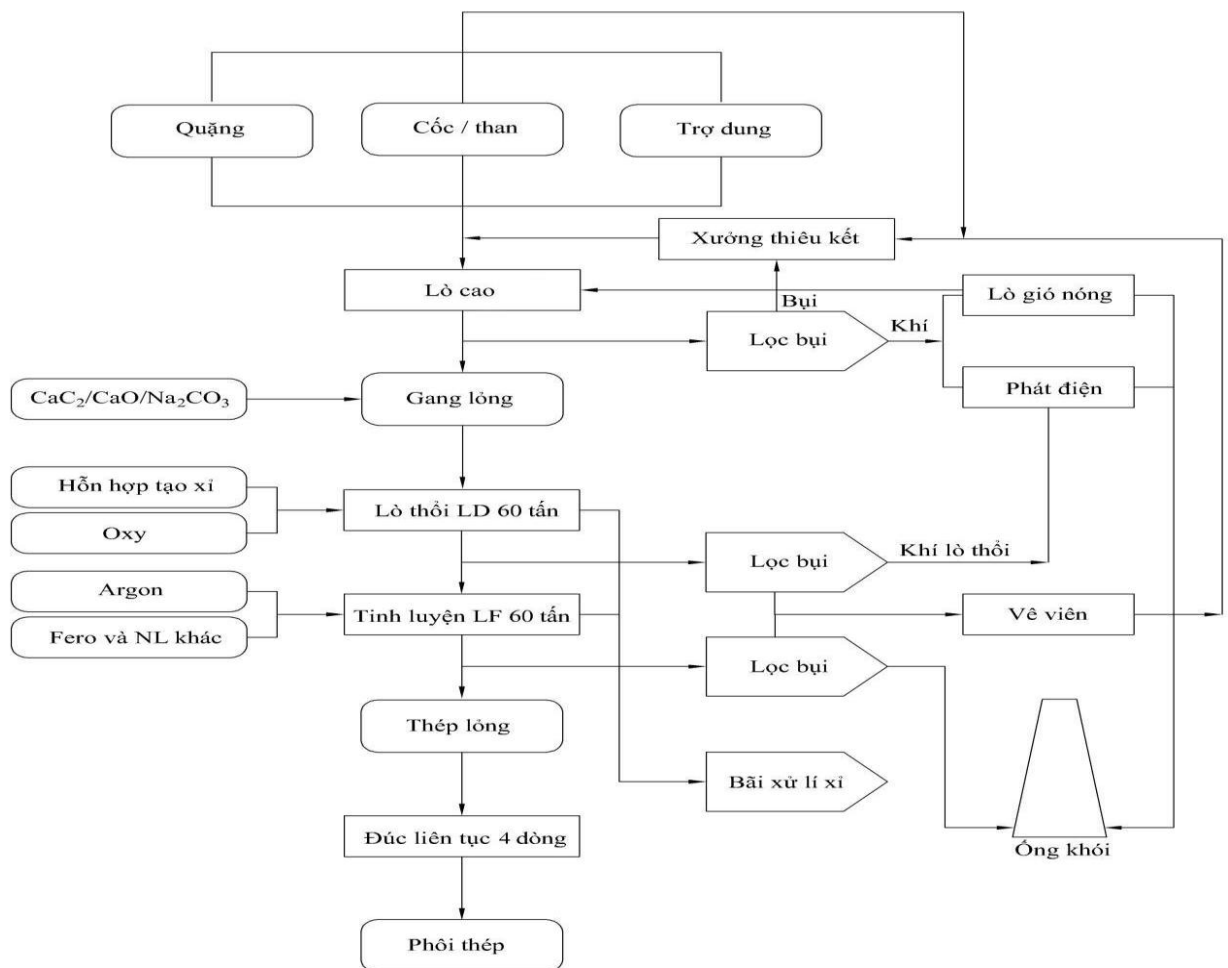 Quặng
Cốc / than
Trợ dung
Xưởng thiêu kết
Lò cao
Bụi
Lò gió nóng
Lọc bụi
Khí
CaC₂/CaO/Na₂CO₃
Gang lỏng
Phát điện
Hỗn hợp tạo xỉ
Lò thổi LD 60 tấn
Oxy
Lọc bụi
Khí lò thổi
Argon
Tinh luyện LF 60 tấn
Vê viên
Fero và NL khác
Lọc bụi
Thép lỏng
Bãi xử lí xỉ
Đúc liên tục 4 dòng
Ống khói
Phôi thép